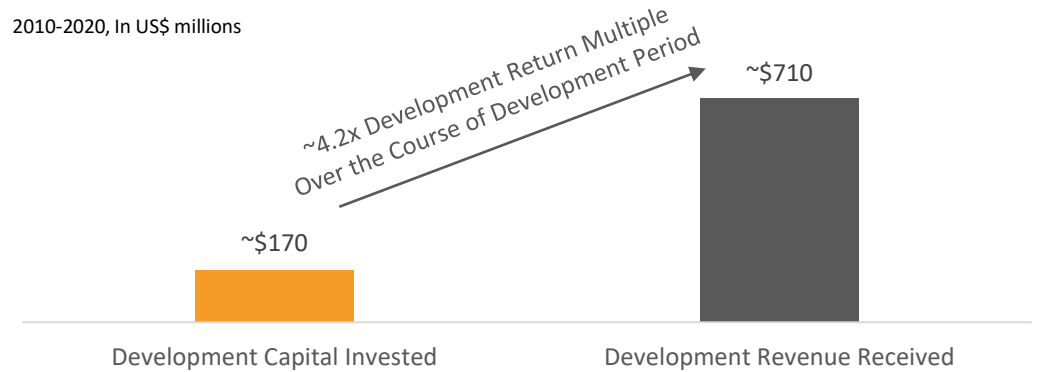 2010-2020, In US$ millions
~4.2x Development Return Multiple
Over the Course of Development Period
~$710
~$170
Development Capital Invested
Development Revenue Received